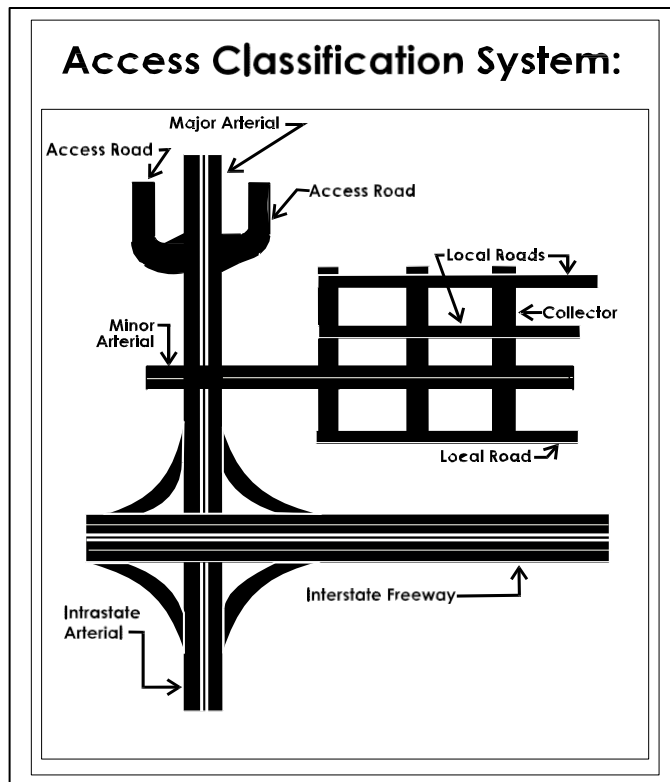 Access Classification System:
Major Arterial
Access Road
Access Road
Local Roads
Collector
Minor
Arterial
Local Road
Interstate Freeway
Intrastate
Arterial